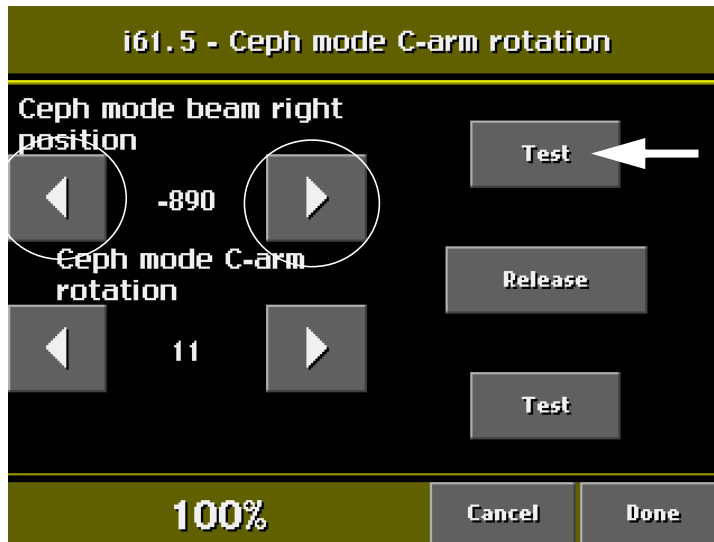 i61.5 - Ceph mode C-arm rotation
Ceph mode beam right
position
Test
-890
Ceph mode C-arm
rotation
Release
11
Test
100%
Cancel
Done